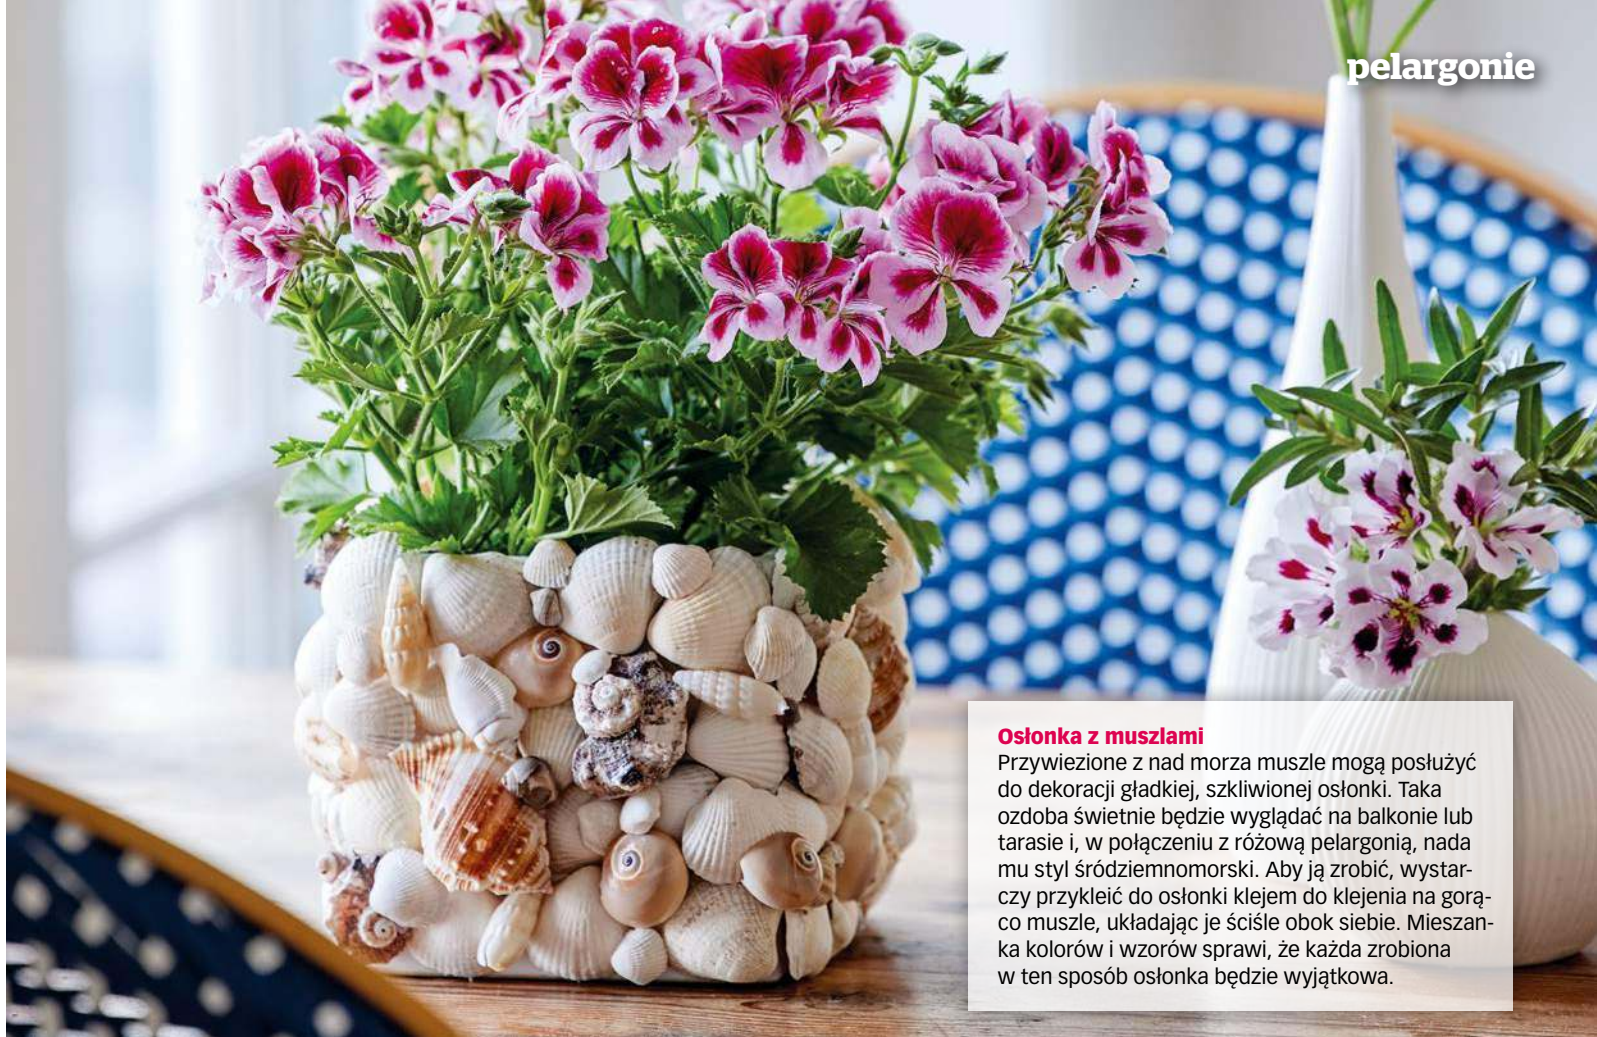 pelargonie
Osłonka z muszlami
Przywiezione z nad morza muszle mogą posłużyć
do dekoracji gładkiej, szkliwionej osłonki. Taka
ozdoba świetnie będzie wyglądać na balkonie lub
tarasie i, w połączeniu z różową pelargonią, nada
mu styl śródziemnomorski. Aby ją zrobić, wystar-
czy przykleić do osłonki klejem do klejenia na gorą-
co muszle, układając je ściśle obok siebie. Mieszan-
ka kolorów i wzorów sprawi, że każda zrobiona
w ten sposób osłonka będzie wyjątkowa.